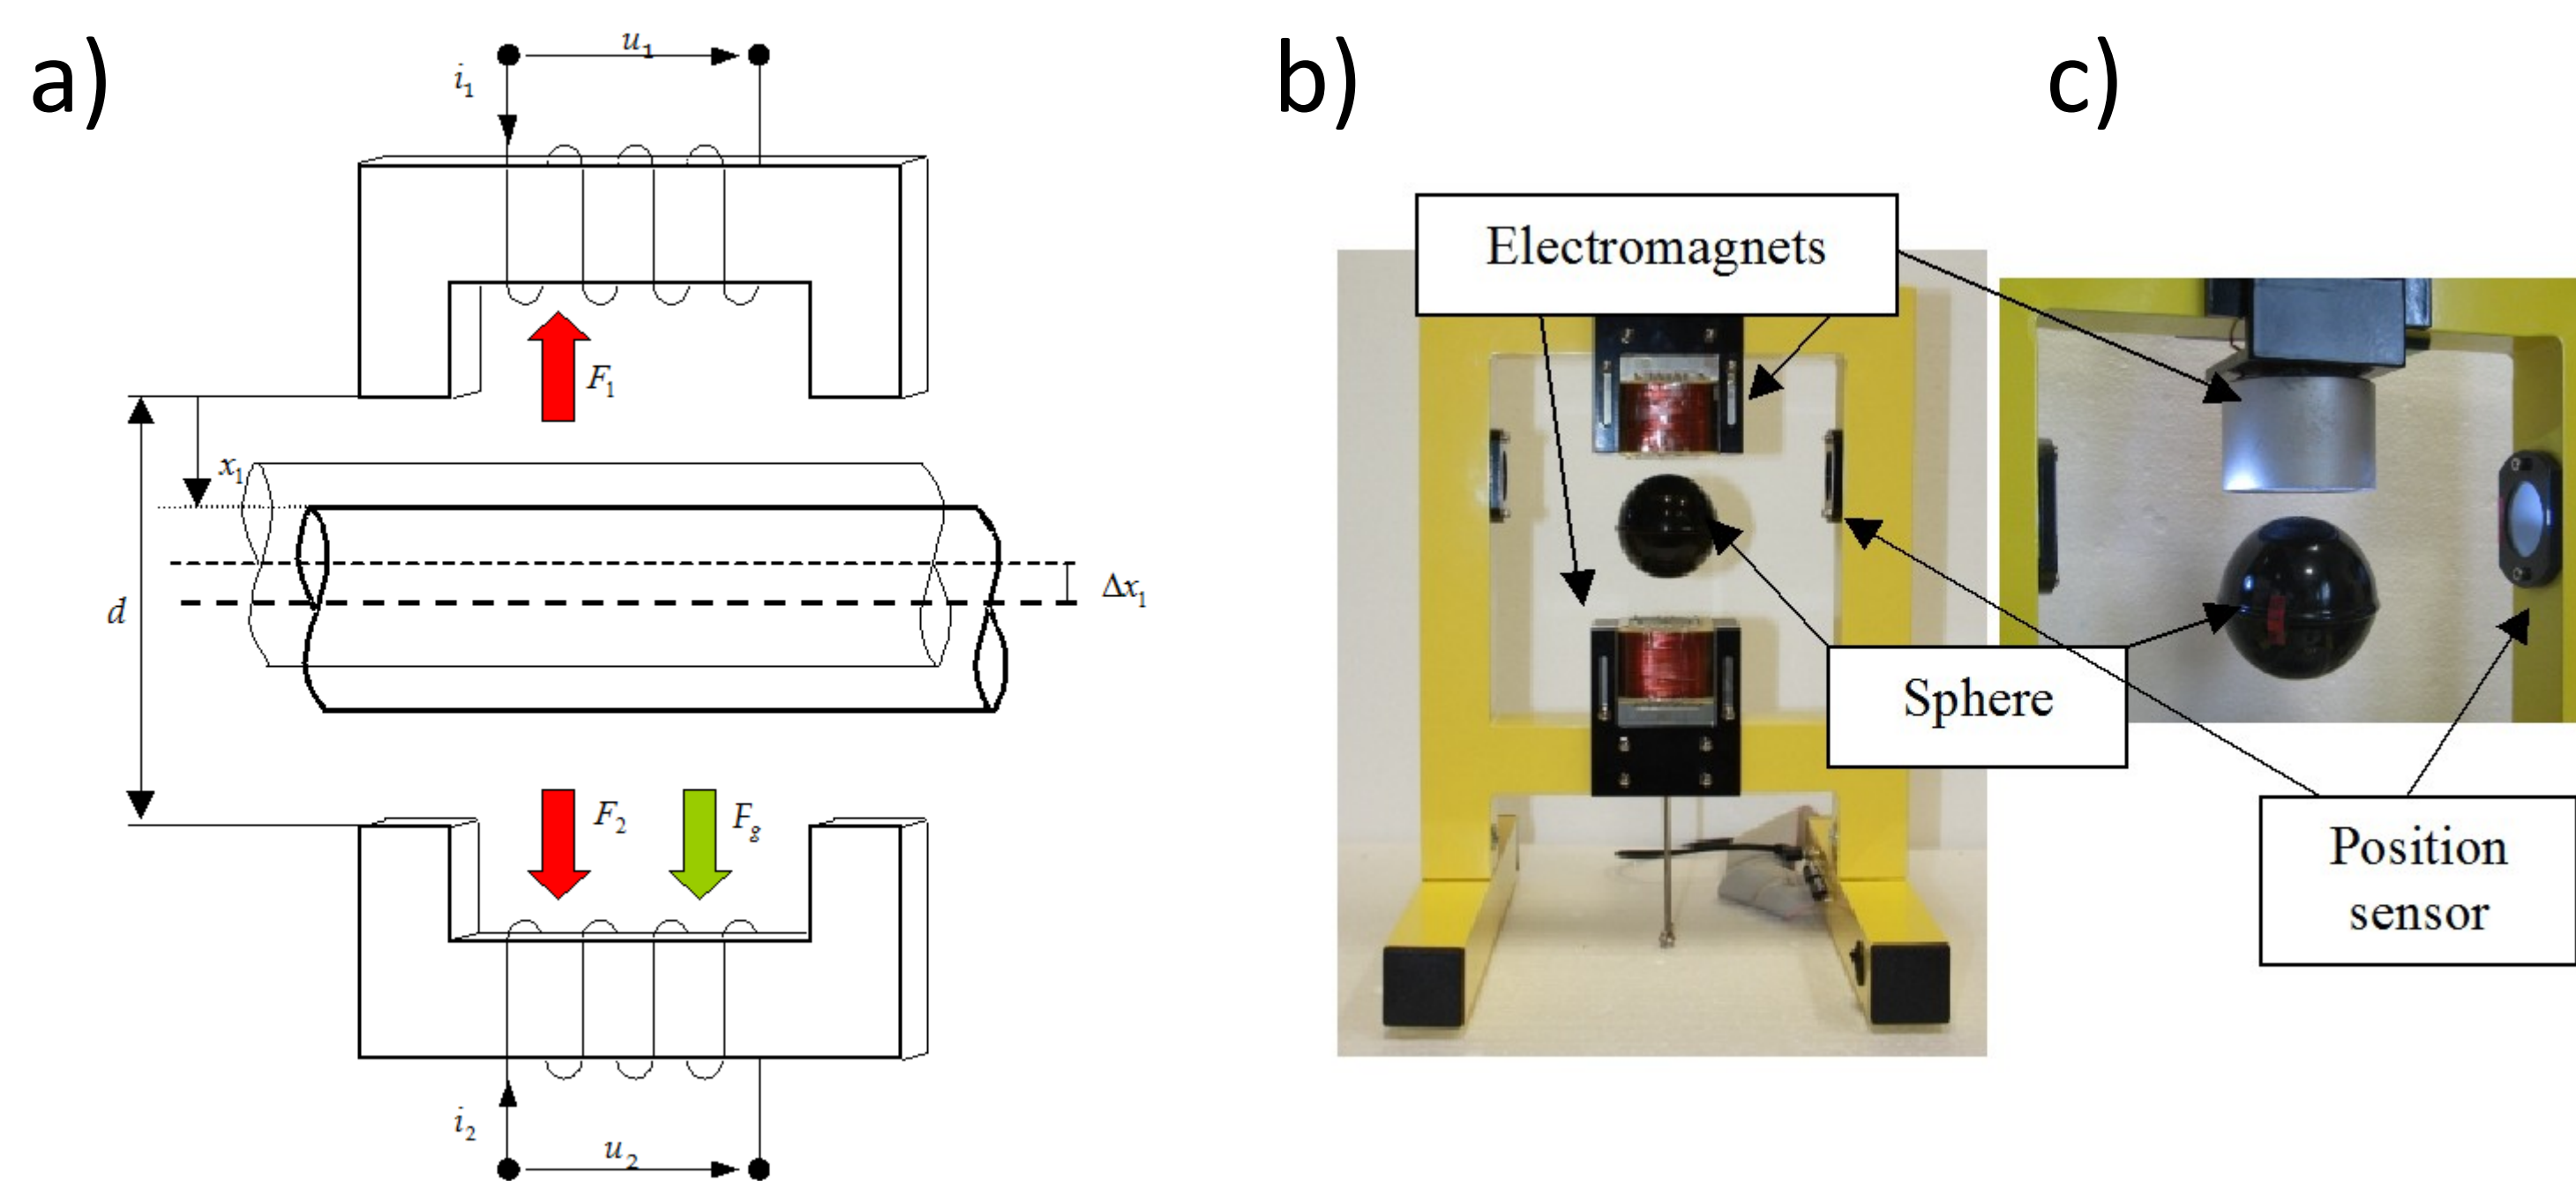 a)
u1
i1
F1
x1
Δx1
d
F2
Fg
i2
u2
b)
c)
Electromagnets
Sphere
Position
sensor